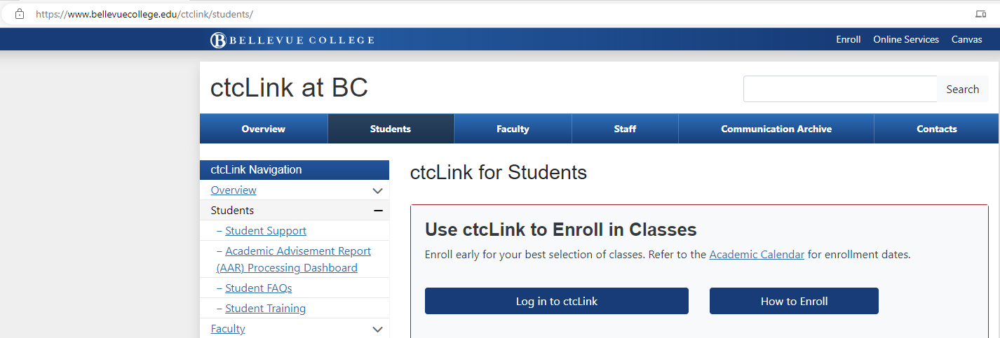 https://www.bellevuecollege.edu/ctclink/students/
B BELLEVUE COLLEGE
Enroll Online Services Canvas
ctcLink at BC
Search
Overview Students Faculty Staff Communication Archive Contacts
ctcLink Navigation
Overview
Students
– Student Support
– Academic Advisement Report
(AAR) Processing Dashboard
– Student FAQs
– Student Training
Faculty
ctcLink for Students
Use ctcLink to Enroll in Classes
Enroll early for your best selection of classes. Refer to the Academic Calendar for enrollment dates.
Log in to ctcLink How to Enroll